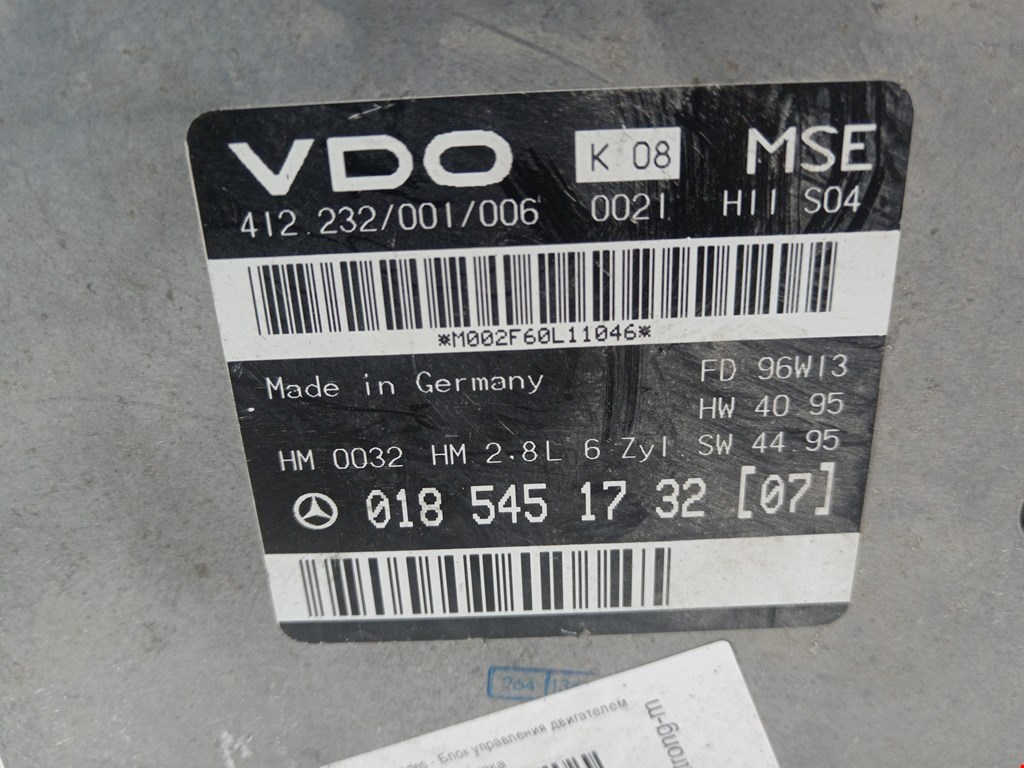 VDO K 08 MSE
412.232/001/006 0021 H11 S04
*M002F60L11046*
Made in Germany FD 96W13
HW 40 95
HM 0032 HM 2.8L 6 Zyl. SW 44 95
018 545 17 32 [07]
264
Блок управления двигателем